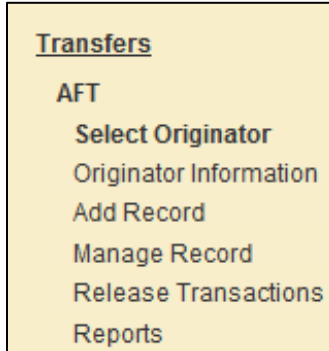 Transfers
AFT
Select Originator
Originator Information
Add Record
Manage Record
Release Transactions
Reports